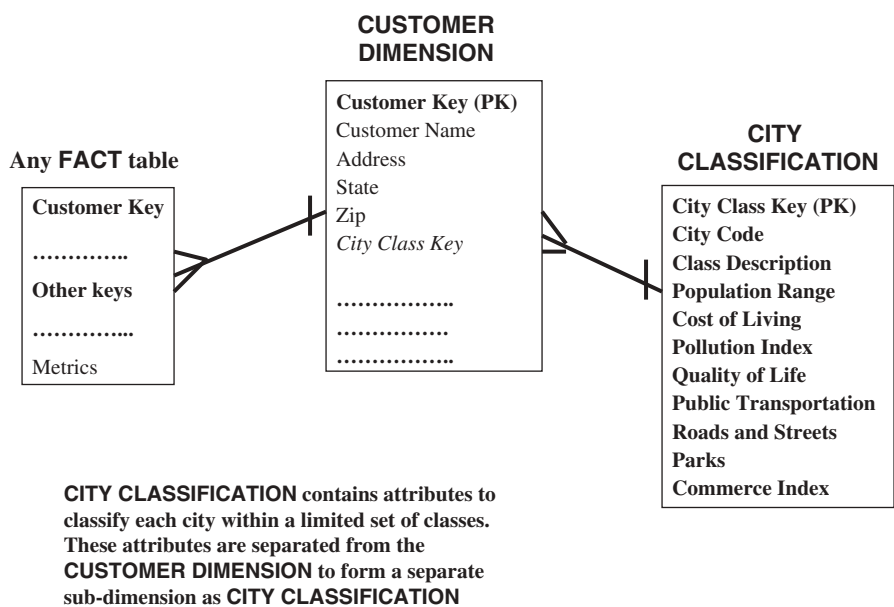 CUSTOMER
DIMENSION
Customer Key (PK)
Customer Name
Address
State
Zip
City Class Key
………………..
……………….
………………..
Any FACT table
Customer Key
…………..
Other keys
…………...
Metrics
CITY
CLASSIFICATION
City Class Key (PK)
City Code
Class Description
Population Range
Cost of Living
Pollution Index
Quality of Life
Public Transportation
Roads and Streets
Parks
Commerce Index
CITY CLASSIFICATION contains attributes to
classify each city within a limited set of classes.
These attributes are separated from the
CUSTOMER DIMENSION to form a separate
sub-dimension as CITY CLASSIFICATION